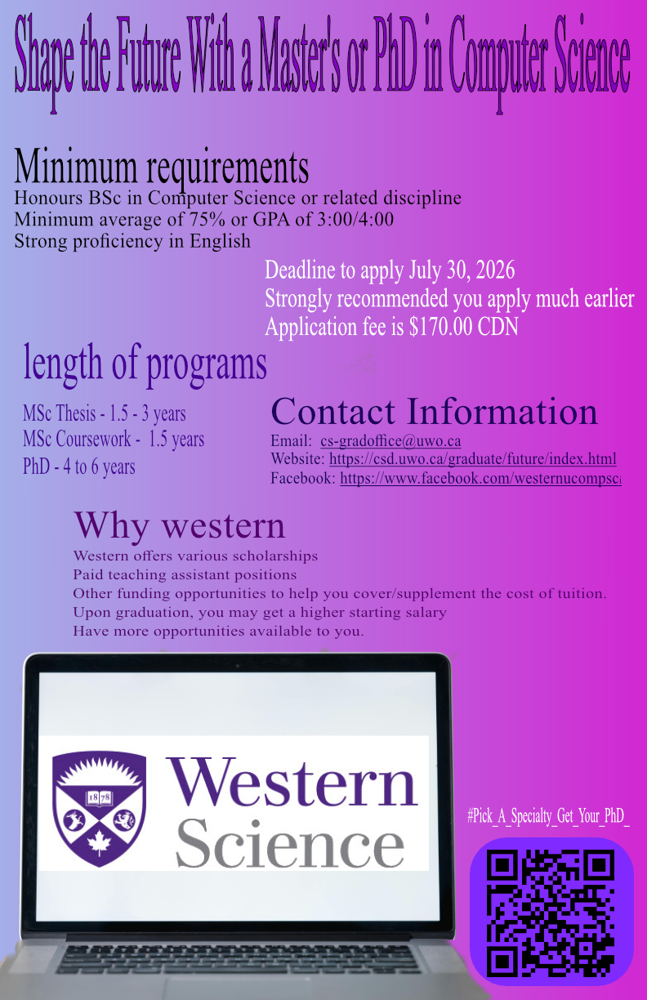 Shape the Future With a Master's or PhD in Computer Science
Minimum requirements
Honours BSc in Computer Science or related discipline
Minimum average of 75% or GPA of 3:00/4:00
Strong proficiency in English
Deadline to apply July 30, 2026
Strongly recommended you apply much earlier
Application fee is $170.00 CDN
length of programs
MSc Thesis - 1.5 - 3 years
MSc Coursework -  1.5 years
PhD - 4 to 6 years
Contact Information
Email:  cs-gradoffice@uwo.ca
Website: https://csd.uwo.ca/graduate/future/index.html
Facebook: https://www.facebook.com/westernucompsci
Why western
Western offers various scholarships
Paid teaching assistant positions
Other funding opportunities to help you cover/supplement the cost of tuition.
Upon graduation, you may get a higher starting salary
Have more opportunities available to you.
1878
Western
Science
#Pick_A_Specialty_Get_Your_PhD_